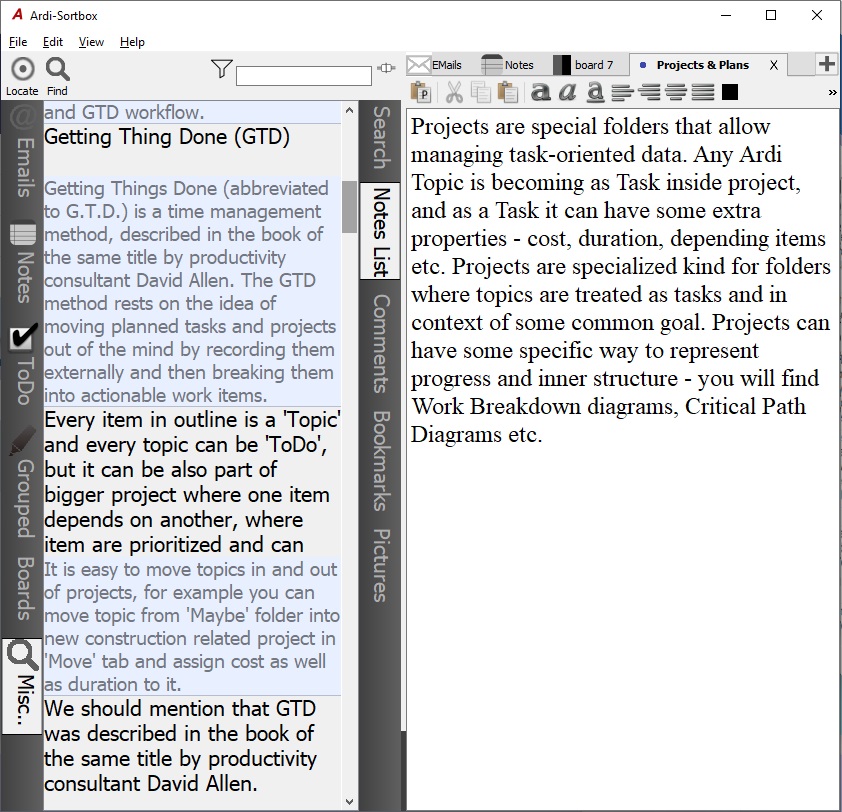 Ardi-Sortbox
File Edit View Help
Locate Find
EMails Notes board 7 Projects & Plans X
@ Emails
Notes
ToDo
Grouped
Boards
Misc..
and GTD workflow.
Getting Thing Done (GTD)
Getting Things Done (abbreviated
to G.T.D.) is a time management
method, described in the book of
the same title by productivity
consultant David Allen. The GTD
method rests on the idea of
moving planned tasks and projects
out of the mind by recording them
externally and then breaking them
into actionable work items.
Every item in outline is a 'Topic'
and every topic can be 'ToDo',
but it can be also part of
bigger project where one item
depends on another, where
item are prioritized and can
It is easy to move topics in and out
of projects, for example you can
move topic from 'Maybe' folder into
new construction related project in
'Move' tab and assign cost as well
as duration to it.
We should mention that GTD
was described in the book of
the same title by productivity
consultant David Allen.
Search
Notes List
Comments
Bookmarks
Pictures
P a a a »
Projects are special folders that allow
managing task-oriented data. Any Ardi
Topic is becoming as Task inside project,
and as a Task it can have some extra
properties - cost, duration, depending items
etc. Projects are specialized kind for folders
where topics are treated as tasks and in
context of some common goal. Projects can
have some specific way to represent
progress and inner structure - you will find
Work Breakdown diagrams, Critical Path
Diagrams etc.